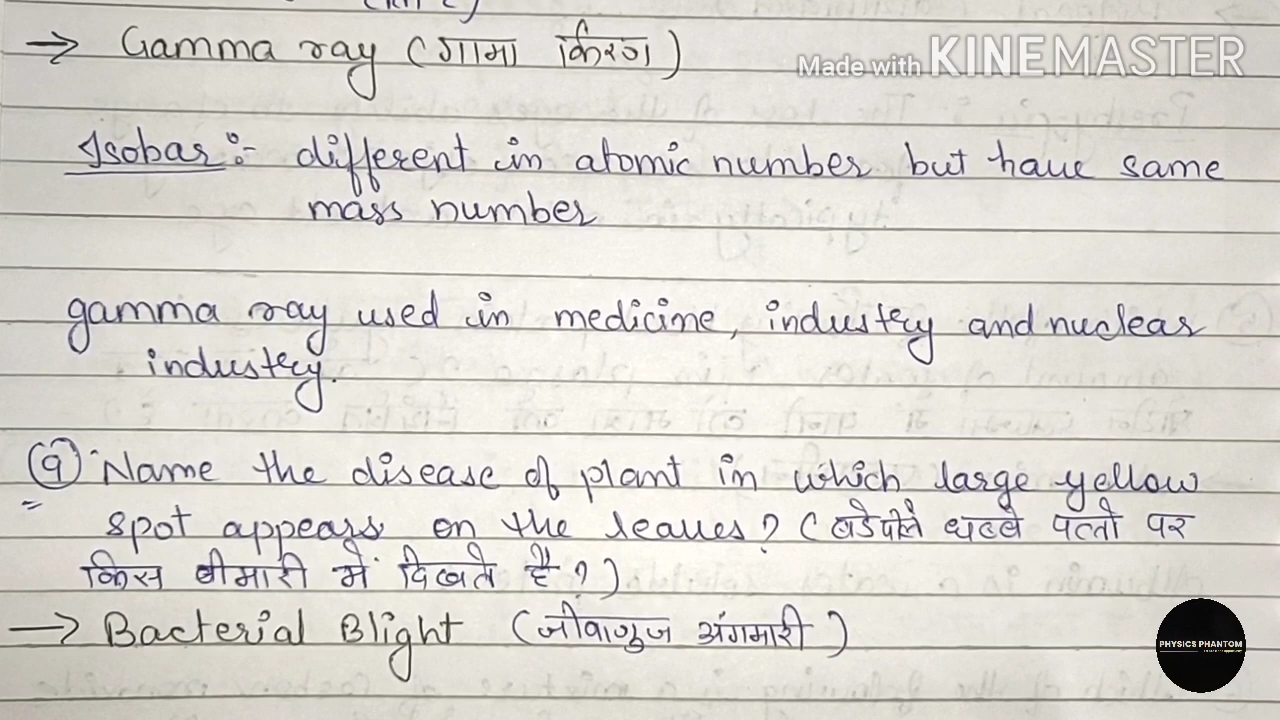 → Gamma ray (गामा किरण)
Made with KINEMASTER
Isobar :- different in atomic number but have same
mass number
gamma ray used in medicine, industry and nuclear
industry.
(9) Name the disease of plant in which large yellow
spot appears on the leaves? (बडे पीले धब्बे पत्तो पर
किस बीमारी में दिखते है?)
→ Bacterial Blight (जीवाणुज अंगमारी)
PHYSICS PHANTOM